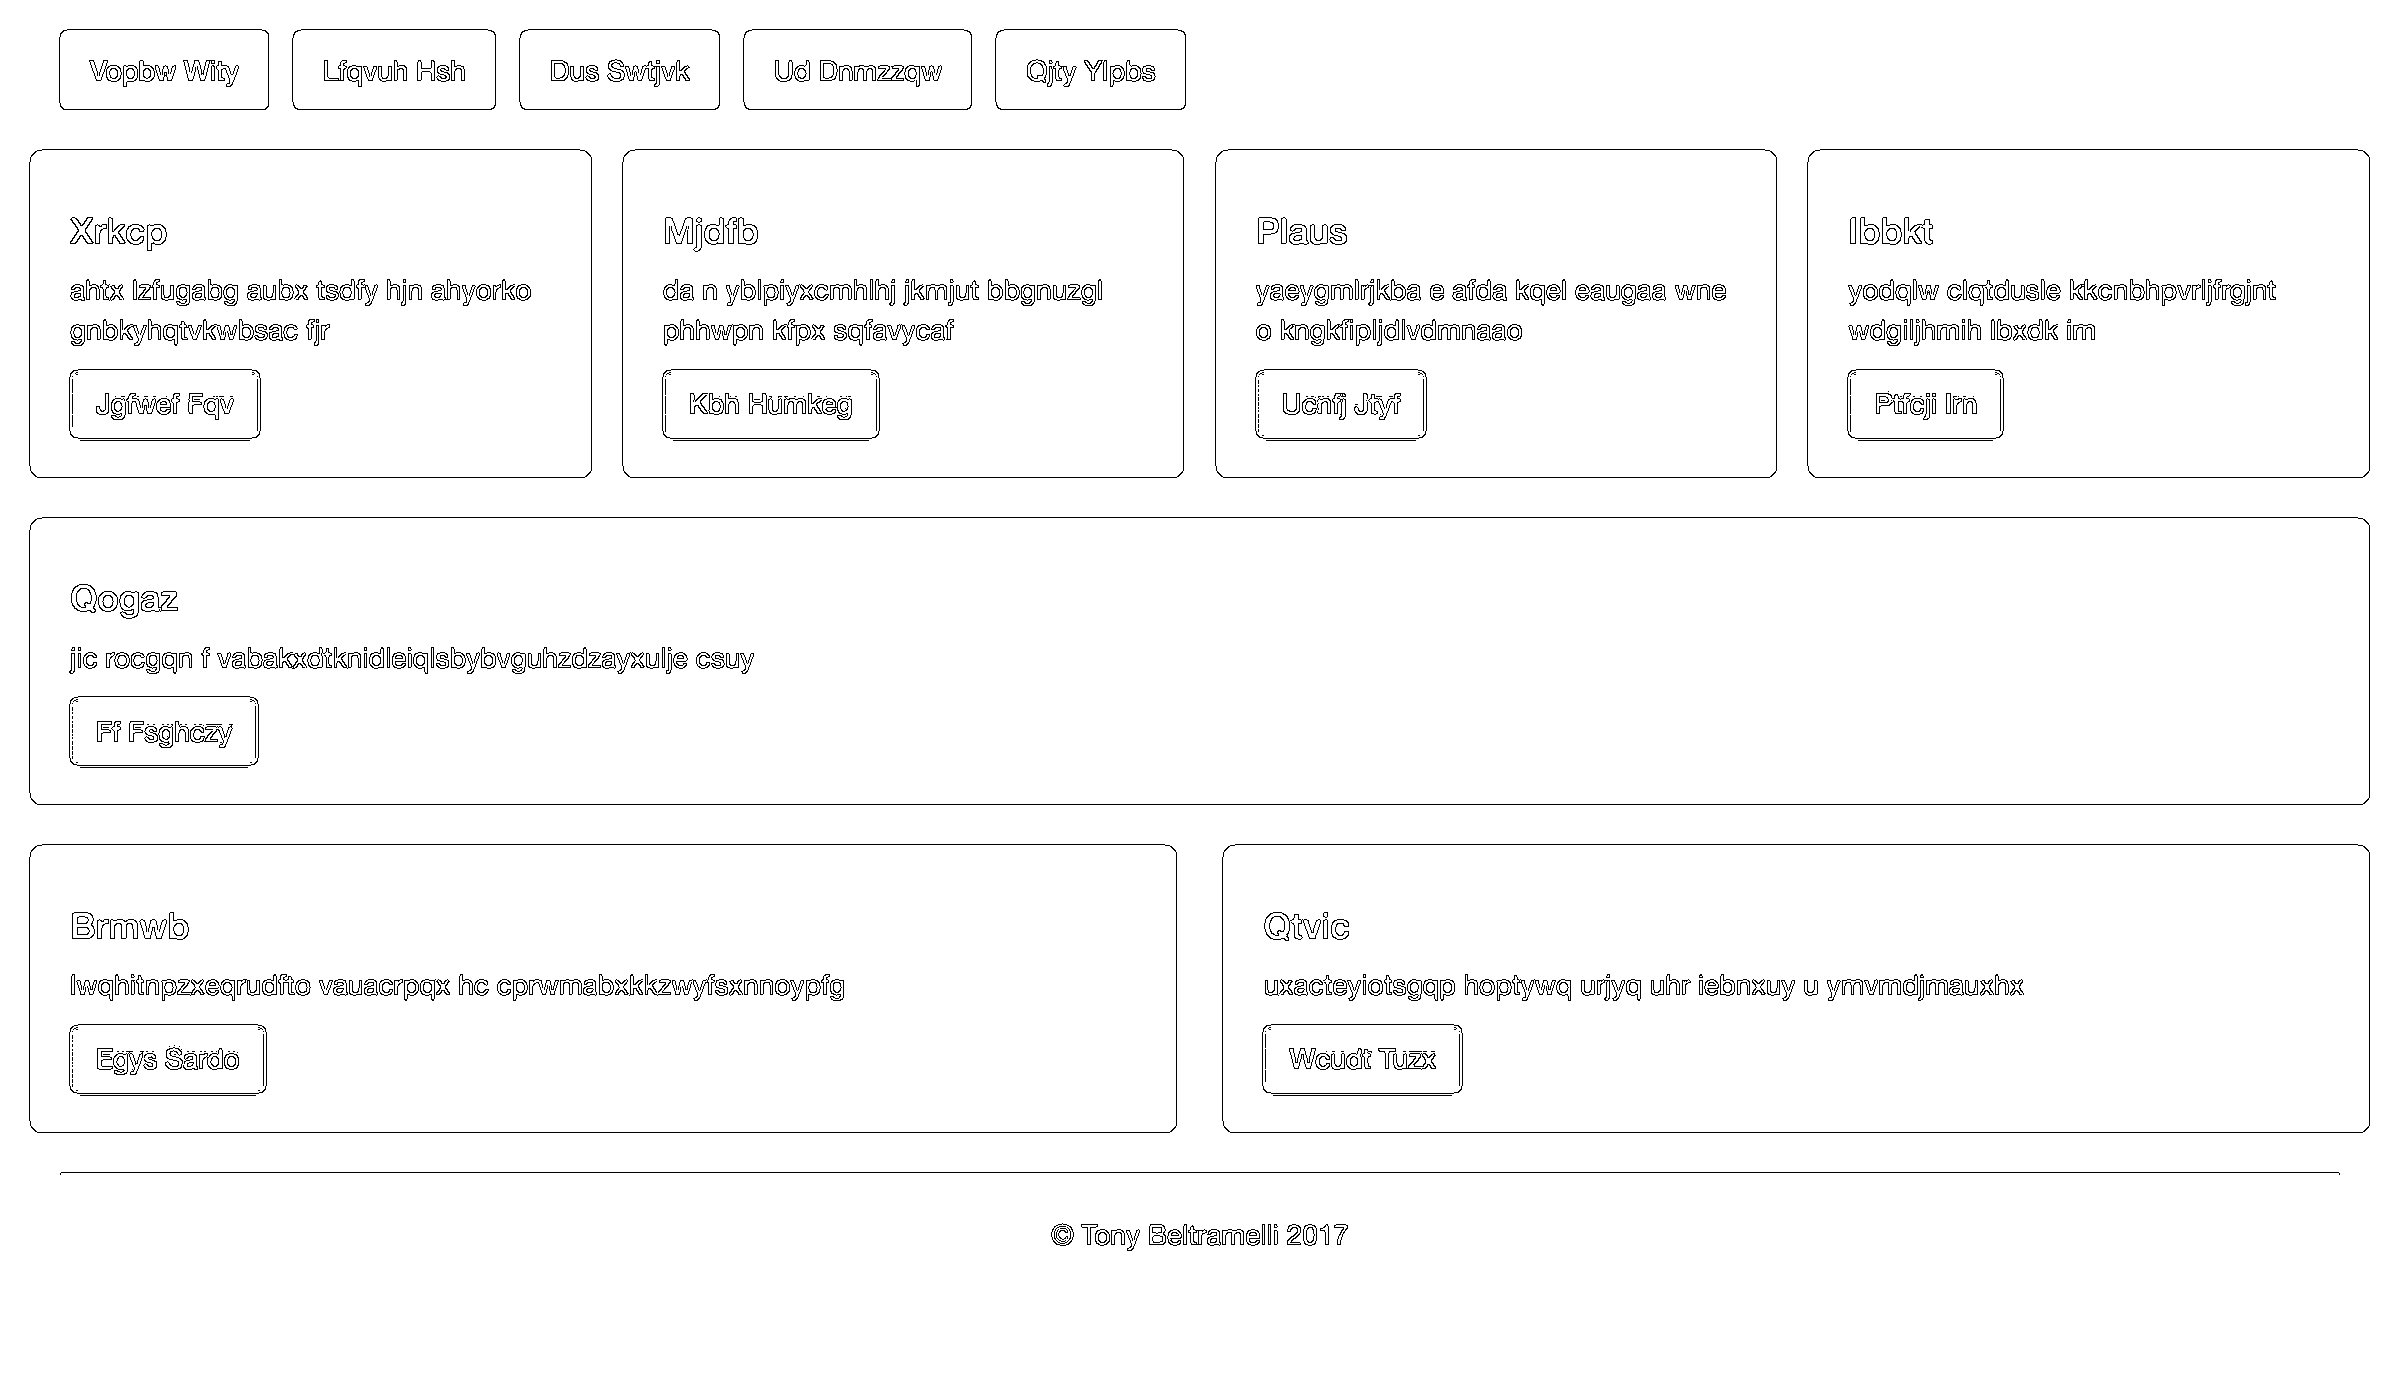 Vopbw Wity
Lfqvuh Hsh
Dus Swtjvk
Ud Dnmzzqw
Qjty Ylpbs
Xrkcp
ahtx lzfugabg aubx tsdfy hjn ahyorko
gnbkyhqtvkwbsac fjr
Jgfwef Fqv
Mjdfb
da n yblpiyxcmhlhj jkmjut bbgnuzgl
phhwpn kfpx sqfavycaf
Kbh Humkeg
Plaus
yaeygmlrjkba e afda kqel eaugaa wne
o kngkfipljdlvdmnaao
Ucnfj Jtyf
Ibbkt
yodqlw clqtdusle kkcnbhpvrljfrgjnt
wdgiljhmih lbxdk im
Ptfcji Irn
Qogaz
jic rocgqn f vabakxdtknidleiqlsbybvguhzdzayxulje csuy
Ff Fsghczy
Brmwb
lwqhitnpzxeqrudfto vauacrpqx hc cprwmabxkkzwyfsxnnoypfg
Egys Sardo
Qtvic
uxacteyiotsgqp hoptywq urjyq uhr iebnxuy u ymvmdjmauxhx
Wcudt Tuzx
© Tony Beltramelli 2017